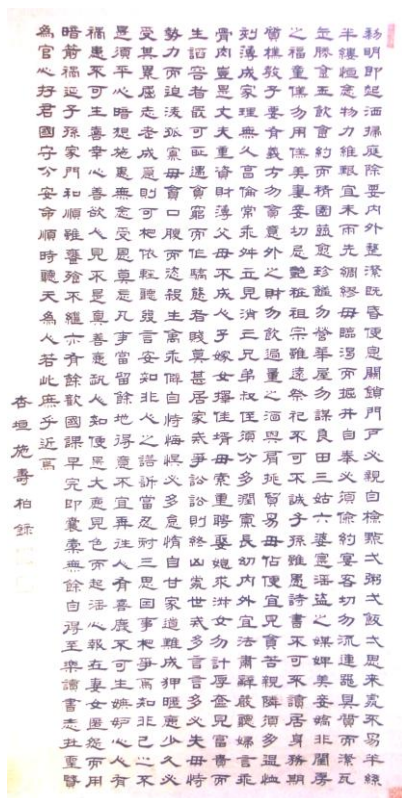 黎明即起洒掃庭除要內外整潔既昏便息關鎖門戶必親自檢點弌粥弌飯當思來處不易半絲
半縷恒念物力維艱宜未雨先綢繆毋臨渴而掘井自奉必須儉約宴客切勿流連器具質而潔瓦
缶勝金玉飲食約而精園蔬愈珍饈勿營華屋勿謀良田三姑六婆實淫盜之媒婢美妾嬌非閨房
之福童僕勿用俊美妻妾切忌艷粧祖宗雖遠祭祀不可不誠子孫雖愚詩書不可不讀居身務期
質樸教子要有義方勿貪意外之財勿飲過量之酒與肩挑貿易毋佔便宜見貧苦親隣須多溫恤
刻薄成家理無久享倫常乖舛立見消亡兄弟叔侄須分多潤寡長幼內外宜法肅辭嚴聽婦言乖
骨肉豈是丈夫重資財薄父母不成人子嫁女擇佳婿毋索重聘娶媳求淑女勿計厚奩見富貴而
生諂容者最可恥遇貧窮而作驕態者賤莫甚居家戒爭訟訟則終凶處世戒多言言多必失毋恃
勢力而迫淩孤寡毋貪口腹而恣殺生禽乖僻自恃悔悮必多怠惰自甘家道難成狎暱惡少久必
受其累屈志老成急則可相依輕聽發言安知非人之譖訴當忍耐三思因事相爭焉知非己之不
是須平心暗想施惠無念受恩莫忘凡事當留餘地得意不宜再往人有喜慶不可生妒心人有
禍患不可生喜幸心善欲人見不是真善惡恐人知便是大惡見色而起淫心報在妻女匿怨而用
暗箭禍延子孫家門和順雖饔飧不繼亦有餘歡國課早完即囊橐無餘自得至樂讀書志在聖賢
為官心存君國守分安命順時聽天為人若此庶乎近焉
杏垣施壽柏錄